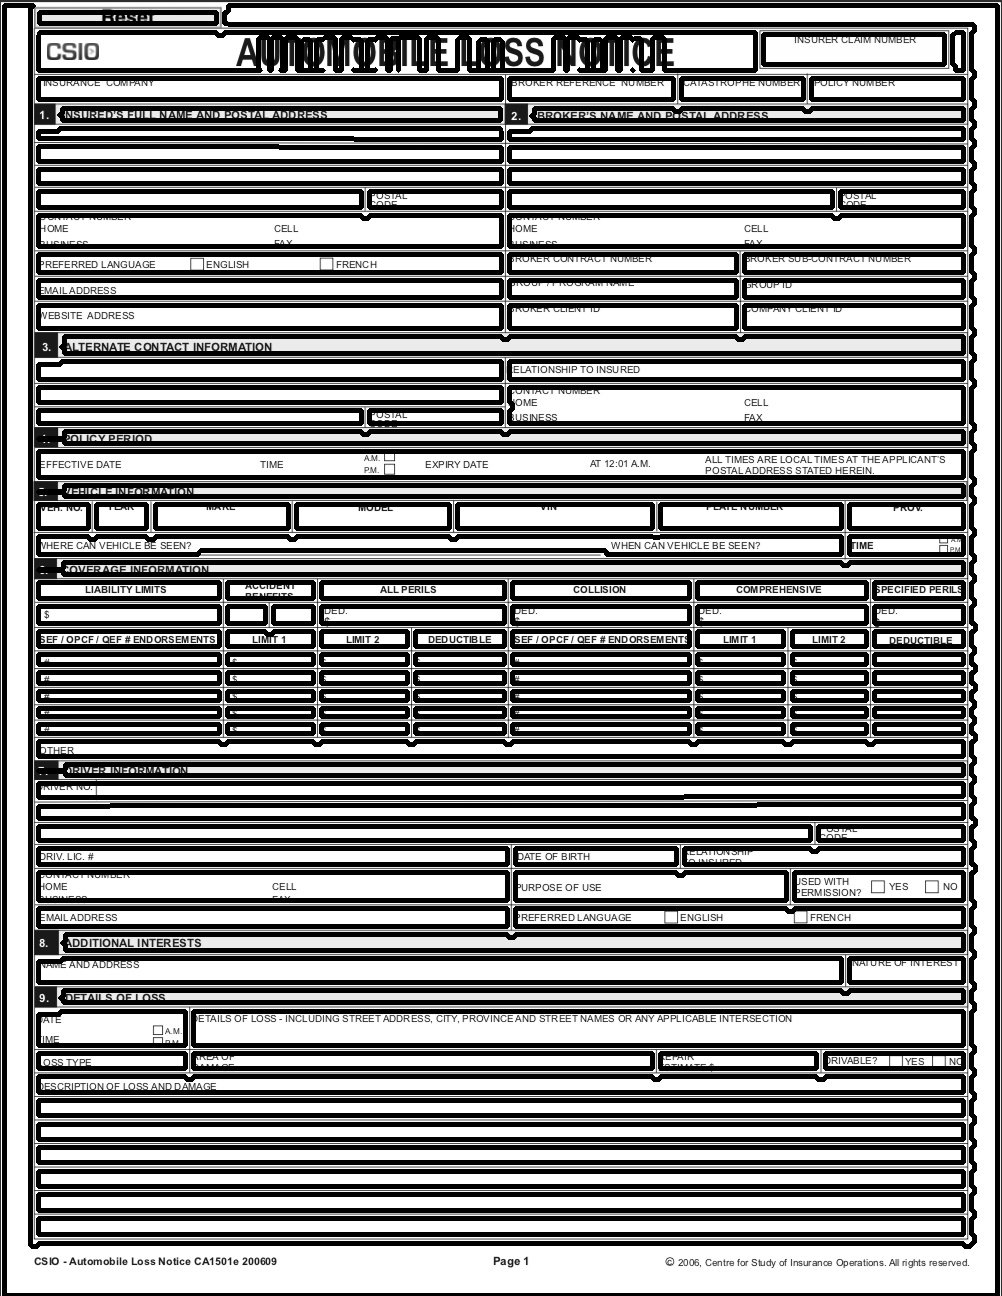 Reset
CSIO AUTOMOBILE LOSS NOTICE INSURER CLAIM NUMBER
INSURANCE COMPANY BROKER REFERENCE NUMBER CATASTROPHE NUMBER POLICY NUMBER
1. INSURED'S FULL NAME AND POSTAL ADDRESS 2. BROKER'S NAME AND POSTAL ADDRESS
POSTAL CODE POSTAL CODE
CONTACT NUMBER CONTACT NUMBER
HOME CELL HOME CELL
BUSINESS FAX BUSINESS FAX
PREFERRED LANGUAGE ENGLISH FRENCH BROKER CONTRACT NUMBER BROKER SUB-CONTRACT NUMBER
EMAIL ADDRESS GROUP / PROGRAM NAME GROUP ID
WEBSITE ADDRESS BROKER CLIENT ID COMPANY CLIENT ID
3. ALTERNATE CONTACT INFORMATION
RELATIONSHIP TO INSURED
CONTACT NUMBER
HOME CELL
POSTAL CODE BUSINESS FAX
POLICY PERIOD
EFFECTIVE DATE TIME A.M. P.M. EXPIRY DATE AT 12:01 A.M. ALL TIMES ARE LOCAL TIMES AT THE APPLICANT'S
POSTAL ADDRESS STATED HEREIN.
VEHICLE INFORMATION
VEH. NO. YEAR MAKE MODEL VIN PLATE NUMBER PROV.
WHERE CAN VEHICLE BE SEEN? WHEN CAN VEHICLE BE SEEN? TIME A.M. P.M.
COVERAGE INFORMATION
LIABILITY LIMITS ACCIDENT BENEFITS ALL PERILS COLLISION COMPREHENSIVE SPECIFIED PERILS
$ DED. $ DED. $ DED. $ DED. $
SEF / OPCF / QEF # ENDORSEMENTS LIMIT 1 LIMIT 2 DEDUCTIBLE SEF / OPCF / QEF # ENDORSEMENTS LIMIT 1 LIMIT 2 DEDUCTIBLE
# $ $ $ # $ $
# $ $ $ # $ $
# $ $ $ # $ $
# $ $ $ # $ $
# $ $ $ # $ $
OTHER
DRIVER INFORMATION
DRIVER NO.
POSTAL CODE
DRIV. LIC. # DATE OF BIRTH RELATIONSHIP TO INSURED
CONTACT NUMBER
HOME CELL PURPOSE OF USE USED WITH PERMISSION? YES NO
BUSINESS FAX
EMAIL ADDRESS PREFERRED LANGUAGE ENGLISH FRENCH
8. ADDITIONAL INTERESTS
NAME AND ADDRESS NATURE OF INTEREST
9. DETAILS OF LOSS
DATE DETAILS OF LOSS - INCLUDING STREET ADDRESS, CITY, PROVINCE AND STREET NAMES OR ANY APPLICABLE INTERSECTION
TIME A.M. P.M.
LOSS TYPE AREA OF DAMAGE REPAIR ESTIMATE $ DRIVABLE? YES NO
DESCRIPTION OF LOSS AND DAMAGE
CSIO - Automobile Loss Notice CA1501e 200609 Page 1 © 2006, Centre for Study of Insurance Operations. All rights reserved.